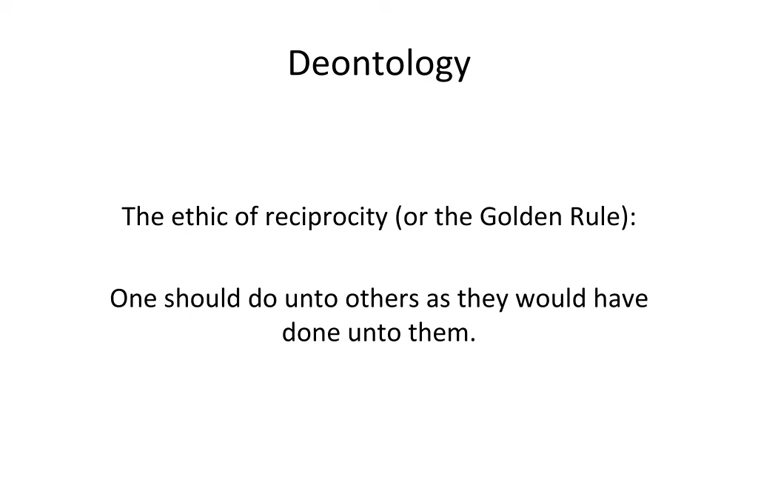 Deontology
The ethic of reciprocity (or the Golden Rule):
One should do unto others as they would have
done unto them.